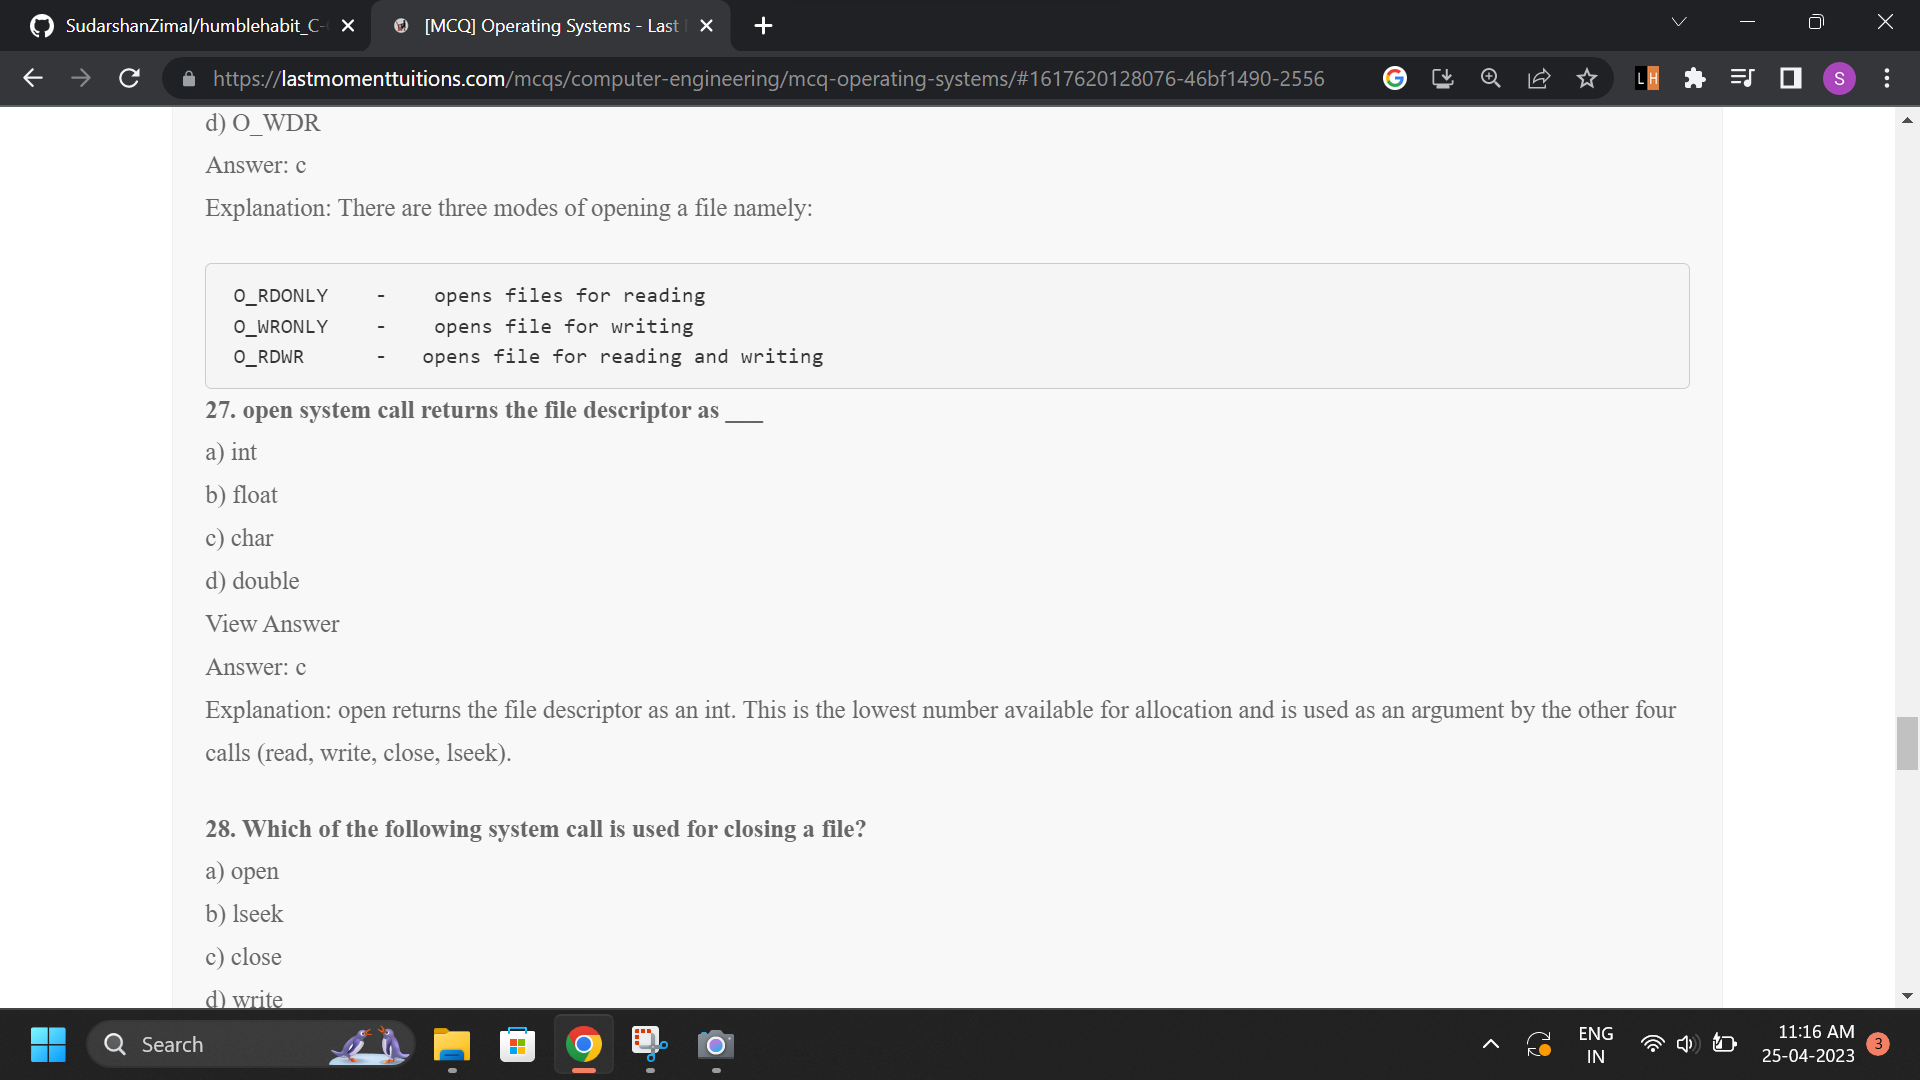 SudarshanZimal/humblehabit_C-
[MCQ] Operating Systems - Last
https://lastmomenttuitions.com/mcqs/computer-engineering/mcq-operating-systems/#1617620128076-46bf1490-2556
LH
S
d) O_WDR
Answer: c
Explanation: There are three modes of opening a file namely:
O_RDONLY - opens files for reading
O_WRONLY - opens file for writing
O_RDWR - opens file for reading and writing
27. open system call returns the file descriptor as ___
a) int
b) float
c) char
d) double
View Answer
Answer: c
Explanation: open returns the file descriptor as an int. This is the lowest number available for allocation and is used as an argument by the other four
calls (read, write, close, lseek).
28. Which of the following system call is used for closing a file?
a) open
b) lseek
c) close
d) write
Search
ENG
IN
11:16 AM
25-04-2023
3